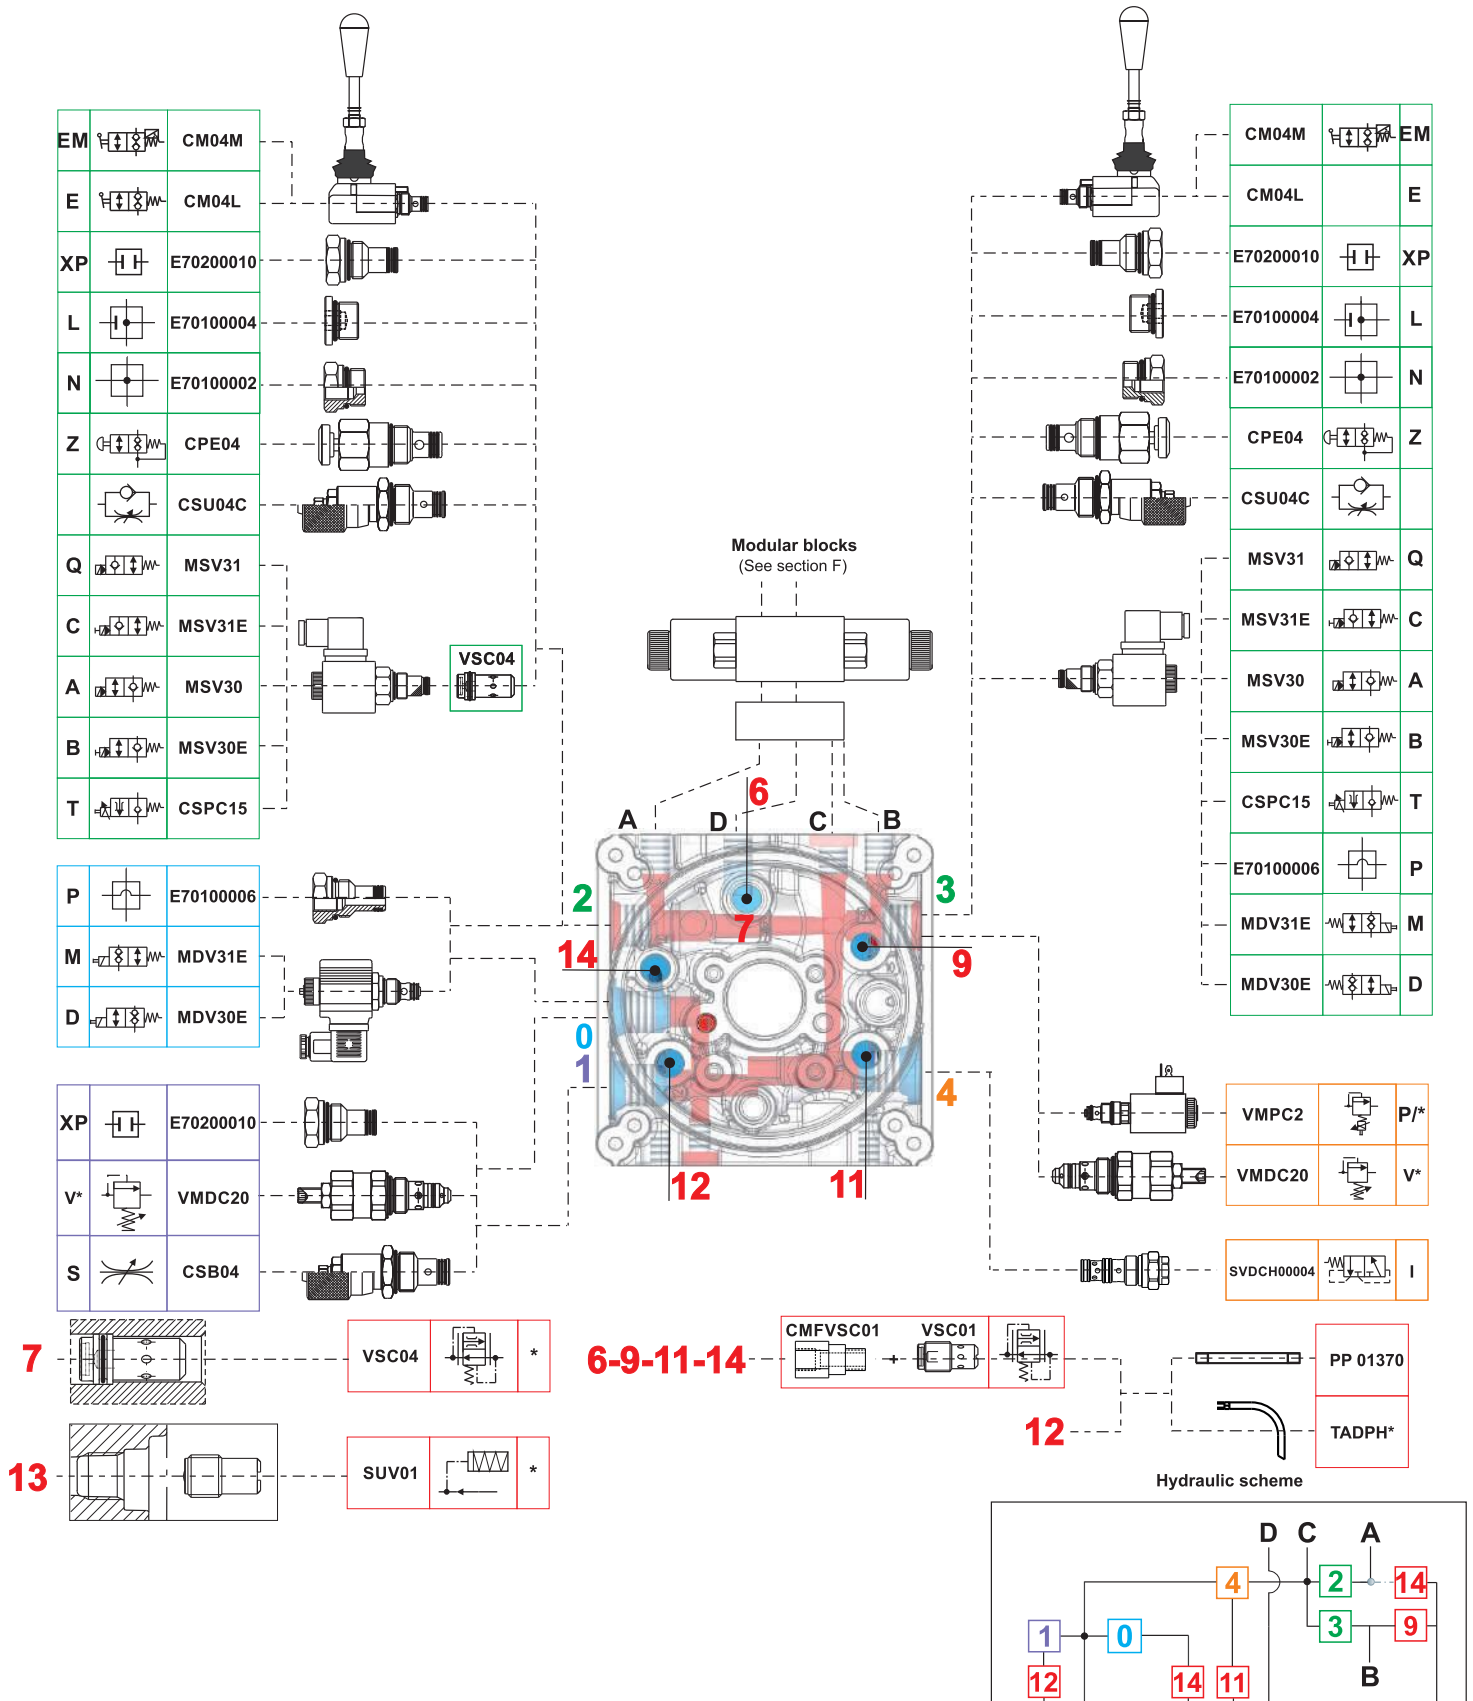 EM CM04M
E CM04L
XP E70200010
L E70100004
N E70100002
Z CPE04
CSU04C
Q MSV31
C MSV31E
A MSV30
B MSV30E
T CSPC15
VSC04
P E70100006
M MDV31E
D MDV30E
XP E70200010
V* VMDC20
S CSB04
Modular blocks
(See section F)
6
A D C B
2
3
7
14
9
0
1
4
12
11
CM04M EM
CM04L E
E70200010 XP
E70100004 L
E70100002 N
CPE04 Z
CSU04C
MSV31 Q
MSV31E C
MSV30 A
MSV30E B
CSPC15 T
E70100006 P
MDV31E M
MDV30E D
VMPC2 P/*
VMDC20 V*
SVDCH00004 I
7 VSC04 *
13 SUV01 *
6-9-11-14
CMFVSC01 + VSC01
12
PP 01370
TADPH*
Hydraulic scheme
D C A
4 2 14
1 0 3 9
B
12 14 11